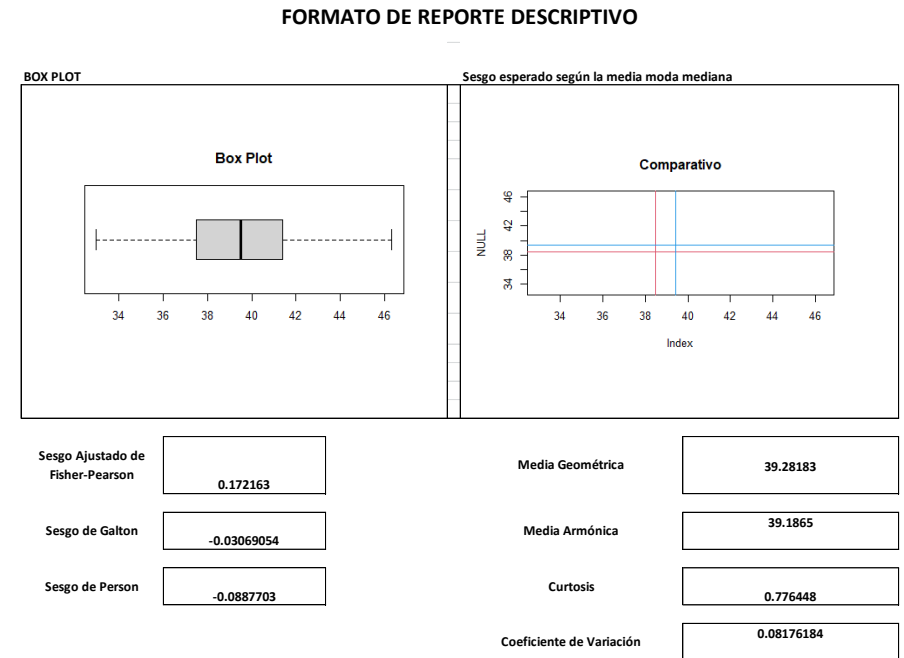 FORMATO DE REPORTE DESCRIPTIVO
BOX PLOT
Box Plot
34 36 38 40 42 44 46
Sesgo esperado según la media moda mediana
Comparativo
NULL
46
42
38
34
34 36 38 40 42 44 46
Index
Sesgo Ajustado de
Fisher-Pearson
0.172163
Media Geométrica
39.28183
Sesgo de Galton
-0.03069054
Media Armónica
39.1865
Sesgo de Person
-0.0887703
Curtosis
0.776448
Coeficiente de Variación
0.08176184